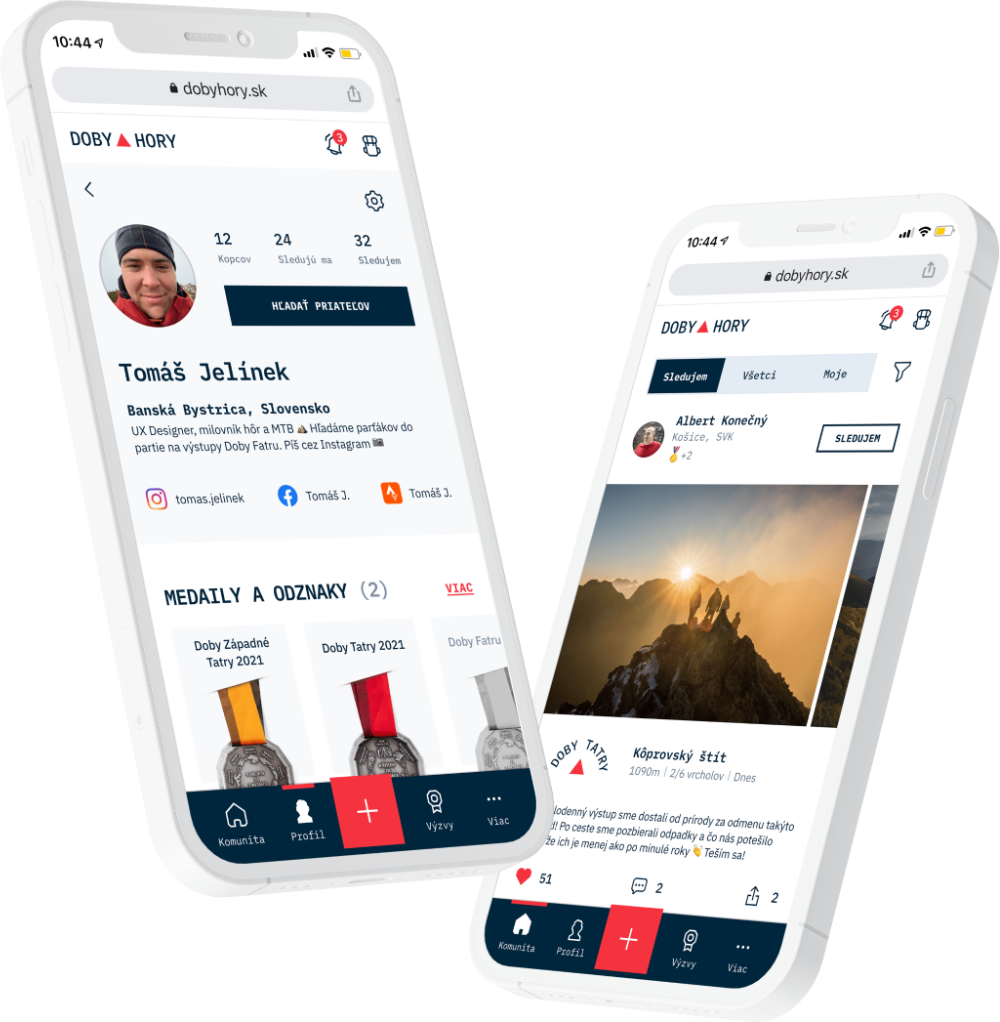 10:44
dobyhory.sk
DOBY HORY
3
12
24
32
Kopcov
Sledujú ma
Sledujem
HĽADAŤ PRIATEĽOV
Tomáš Jelínek
Banská Bystrica, Slovensko
UX Designer, milovník hôr a MTB 🏔️ Hľadáme parťákov do
partie na výstupy Doby Fatru. Píš cez Instagram 📷
tomas.jelinek
Tomáš J.
Tomáš J.
MEDAILY A ODZNAKY (2)
VIAC
Doby Západné
Tatry 2021
Doby Tatry 2021
Doby Fatru
Komunita
Profil
Výzvy
Viac
10:44
dobyhory.sk
DOBY HORY
3
Sledujem
Všetci
Moje
Albert Konečný
Košice, SVK
🏅+2
SLEDUJEM
DOBY TATRY
Kôprovský štít
1090m | 2/6 vrcholov | Dnes
lodenný výstup sme dostali od prírody za odmenu takýto
d! Po ceste sme pozbierali odpadky a čo nás potešilo
že ich je menej ako po minulé roky 👏 Teším sa!
51
2
2
Komunita
Profil
Výzvy
Viac